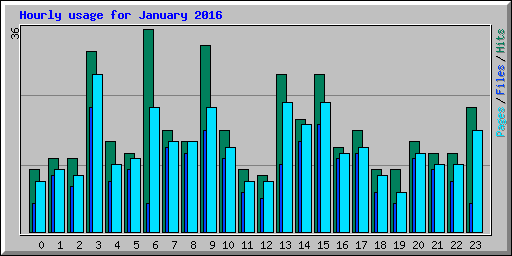 Hourly usage for January 2016
36
Pages/Files/Hits
0 1 2 3 4 5 6 7 8 9 10 11 12 13 14 15 16 17 18 19 20 21 22 23